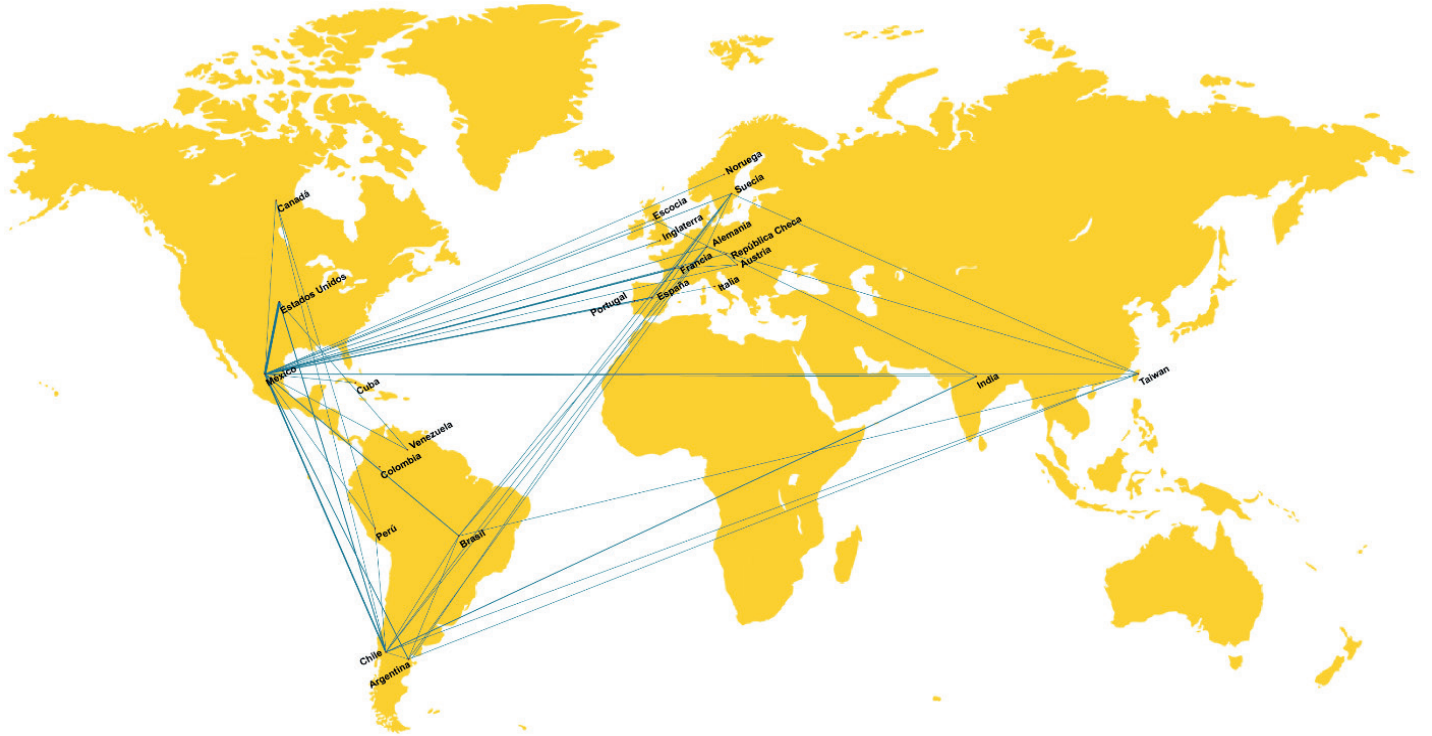 Noruega
Suecia
Canadá
Escocia
Inglaterra
Alemania
República Checa
Francia
Austria
Estados Unidos
España
Italia
Portugal
México
Cuba
India
Taiwan
Venezuela
Colombia
Perú
Brasil
Chile
Argentina